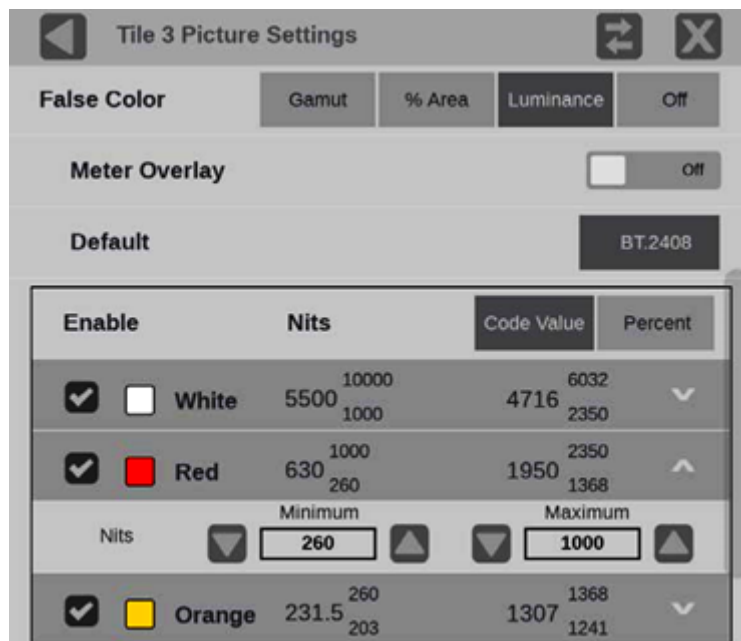 Tile 3 Picture Settings
False Color Gamut % Area Luminance Off
Meter Overlay Off
Default BT.2408
Enable Nits Code Value Percent
White 5500 10000 1000 4716 6032 2350
Red 630 1000 260 1950 2350 1368
Minimum Maximum
Nits 260 1000
Orange 231.5 260 203 1307 1368 1241